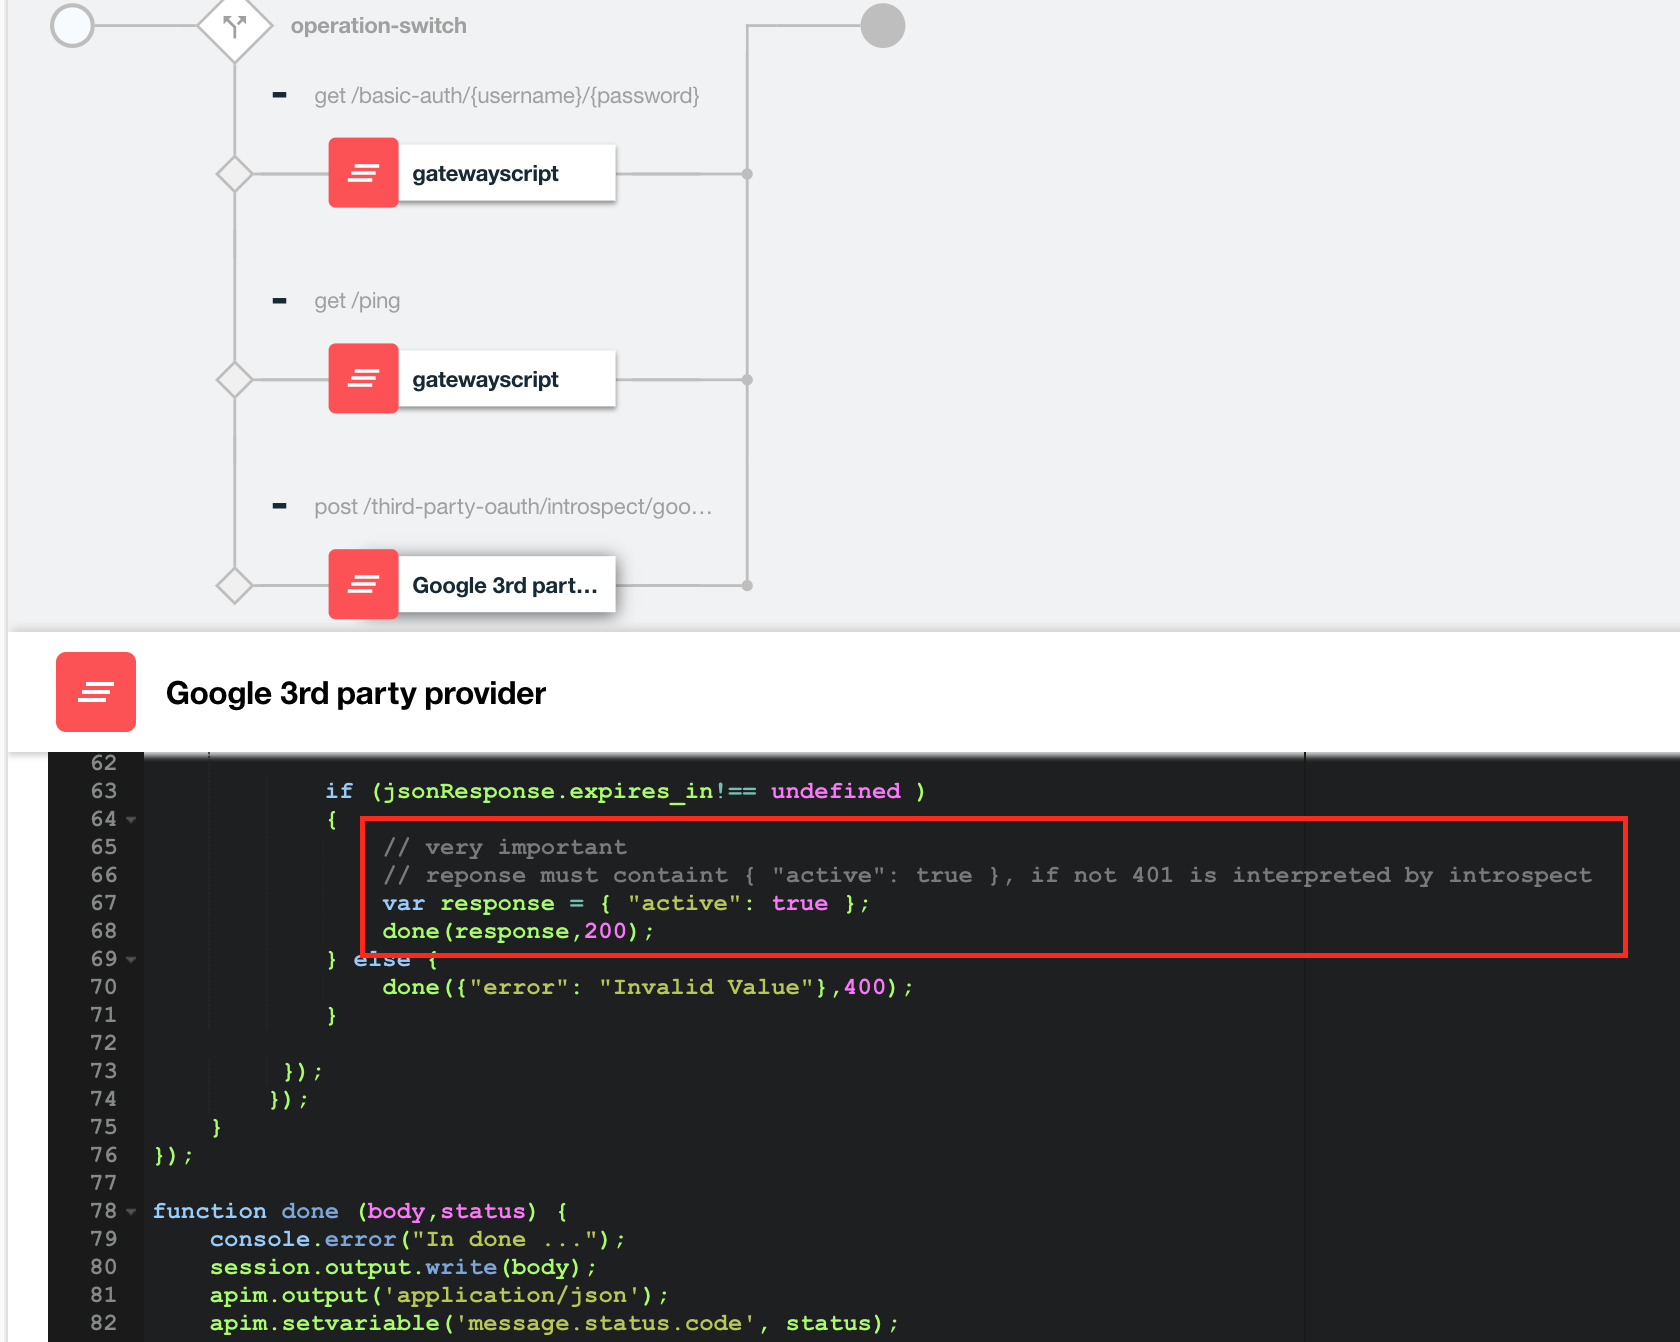 operation-switch
- get /basic-auth/{username}/{password}
gatewayscript
- get /ping
gatewayscript
- post /third-party-oauth/introspect/goo...
Google 3rd part...
Google 3rd party provider
62
63 if (jsonResponse.expires_in!== undefined )
64 {
65 // very important
66 // reponse must containt { "active": true }, if not 401 is interpreted by introspect
67 var response = { "active": true };
68 done(response,200);
69 } else {
70 done({"error": "Invalid Value"},400);
71 }
72
73 });
74 });
75 }
76 });
77
78 function done (body,status) {
79 console.error("In done ...");
80 session.output.write(body);
81 apim.output('application/json');
82 apim.setvariable('message.status.code', status);